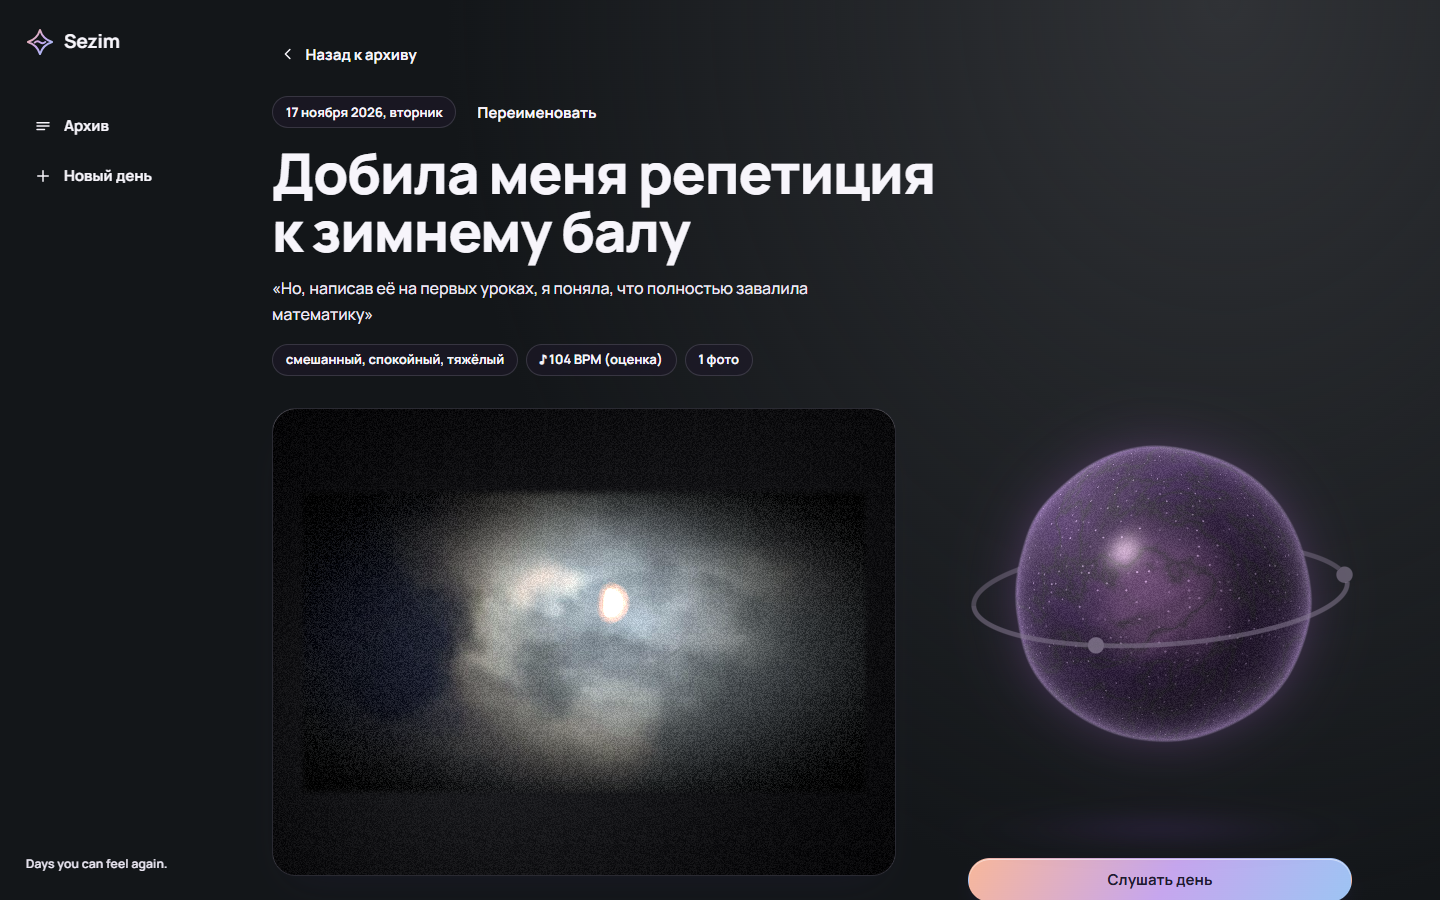 Sezim
Назад к архиву
17 ноября 2026, вторник
Переименовать
Архив
Новый день
Добила меня репетиция
к зимнему балу
«Но, написав её на первых уроках, я поняла, что полностью завалила
математику»
смешанный, спокойный, тяжёлый
♪ 104 BPM (оценка)
1 фото
Слушать день
Days you can feel again.